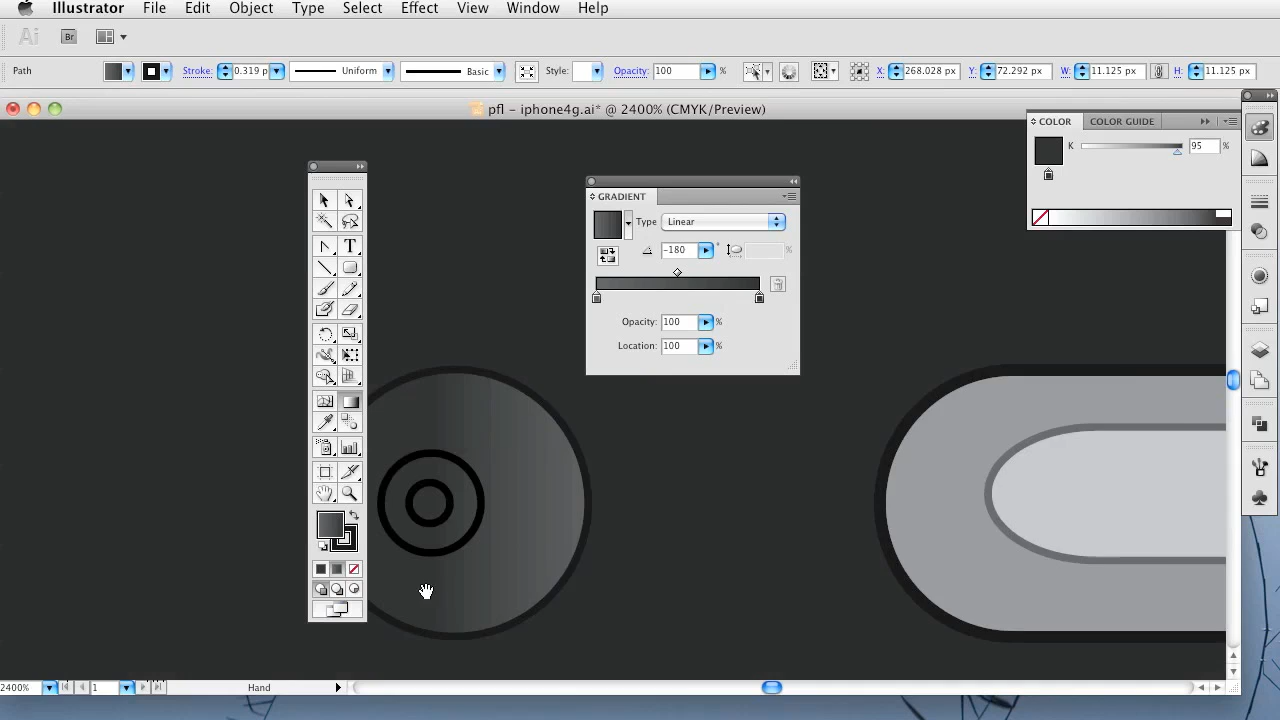 Illustrator File Edit Object Type Select Effect View Window Help
Ai Br
Path Stroke: 0.319 p Uniform Basic Style: Opacity: 100 % X: 268.028 px Y: 72.292 px W: 11.125 px H: 11.125 px
pfl – iphone4g.ai* @ 2400% (CMYK/Preview)
COLOR COLOR GUIDE
K 95 %
GRADIENT
Type Linear
-180 °
%
Opacity: 100 %
Location: 100 %
T
2400% 1 Hand